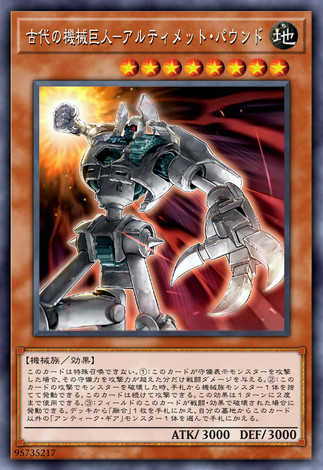 古代の機械巨人-アルティメット・パウンド
地
【機械族/効果】
このカードは特殊召喚できない。①:このカードが守備表示モンスターを攻撃
した場合、その守備力を攻撃力が超えた分だけ戦闘ダメージを与える。②:この
カードの攻撃でモンスターを破壊した時、手札から機械族モンスター1体を捨
てて発動できる。このカードは続けて攻撃できる。この効果は1ターンに2度
まで使用できる。③:フィールドのこのカードが戦闘・効果で破壊された場合に
発動できる。デッキから「融合」1枚を手札に加え、自分の墓地からこのカード
以外の「アンティーク・ギア」モンスター1体を選んで手札に加える。
ATK/3000 DEF/3000
95735217